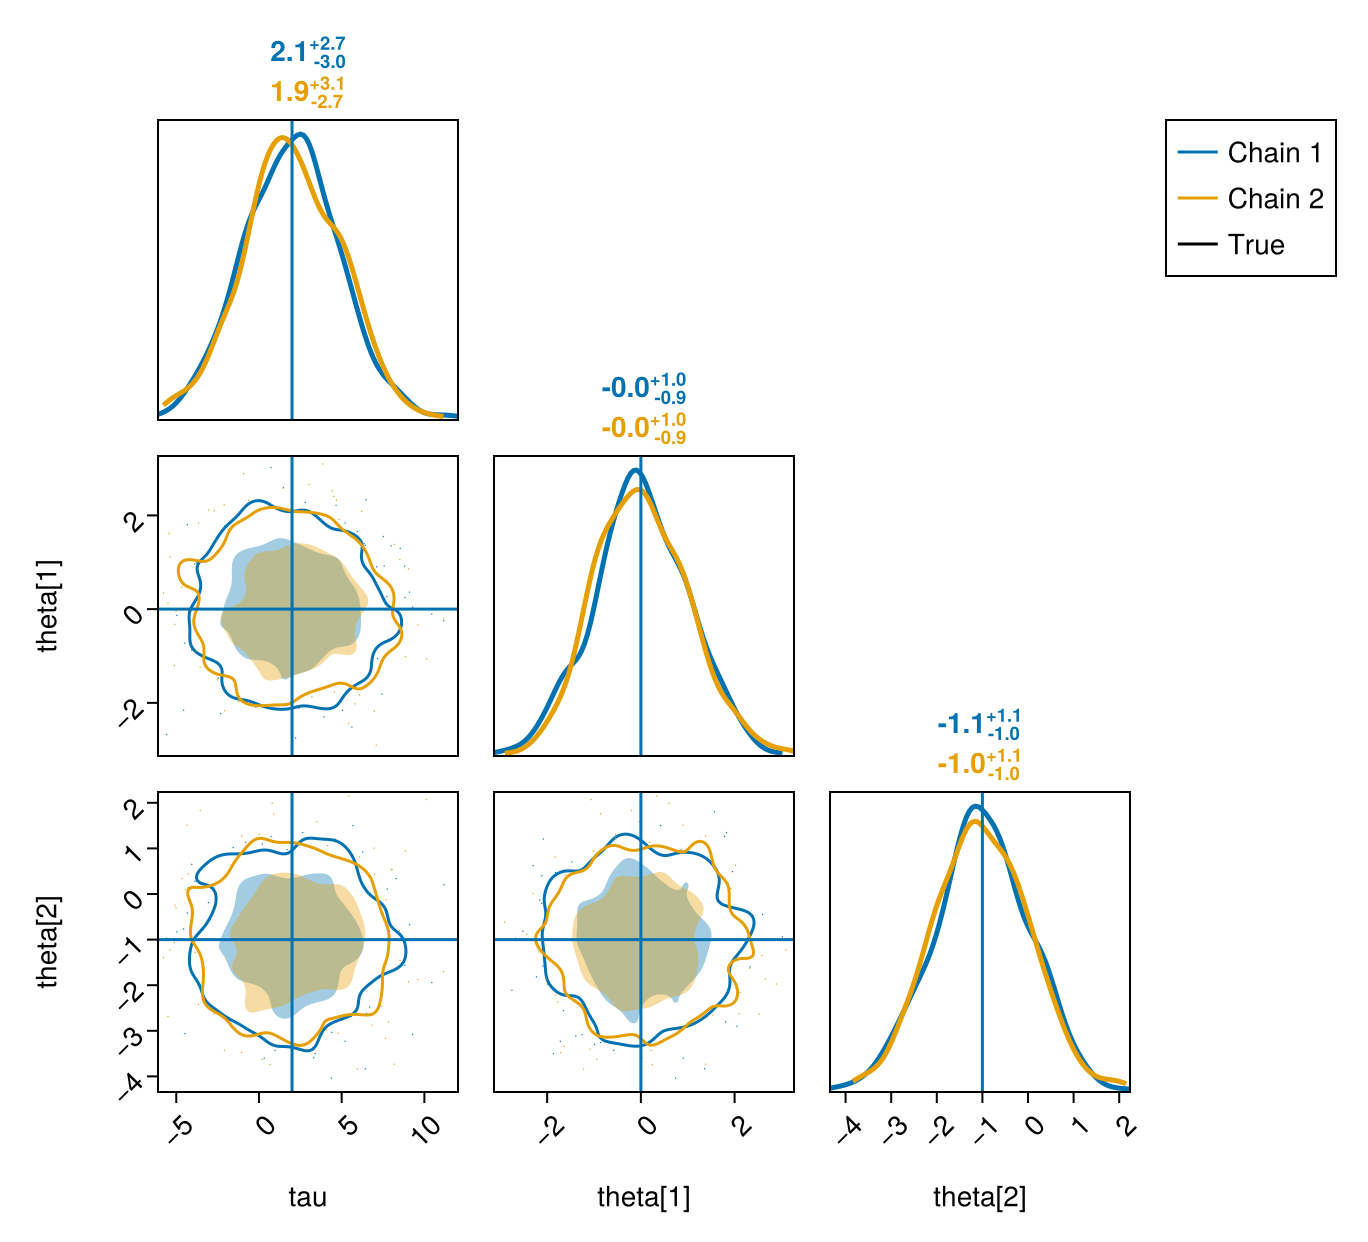 2.1+2.7-3.0
1.9+3.1-2.7
Chain 1
Chain 2
True
-0.0+1.0-0.9
-0.0+1.0-0.9
theta[1]
2
0
−2
-1.1+1.1-1.0
-1.0+1.1-1.0
theta[2]
2
1
0
−1
−2
−3
−4
−5 0 5 10
−2 0 2
−4 −3 −2 −1 0 1 2
tau theta[1] theta[2]